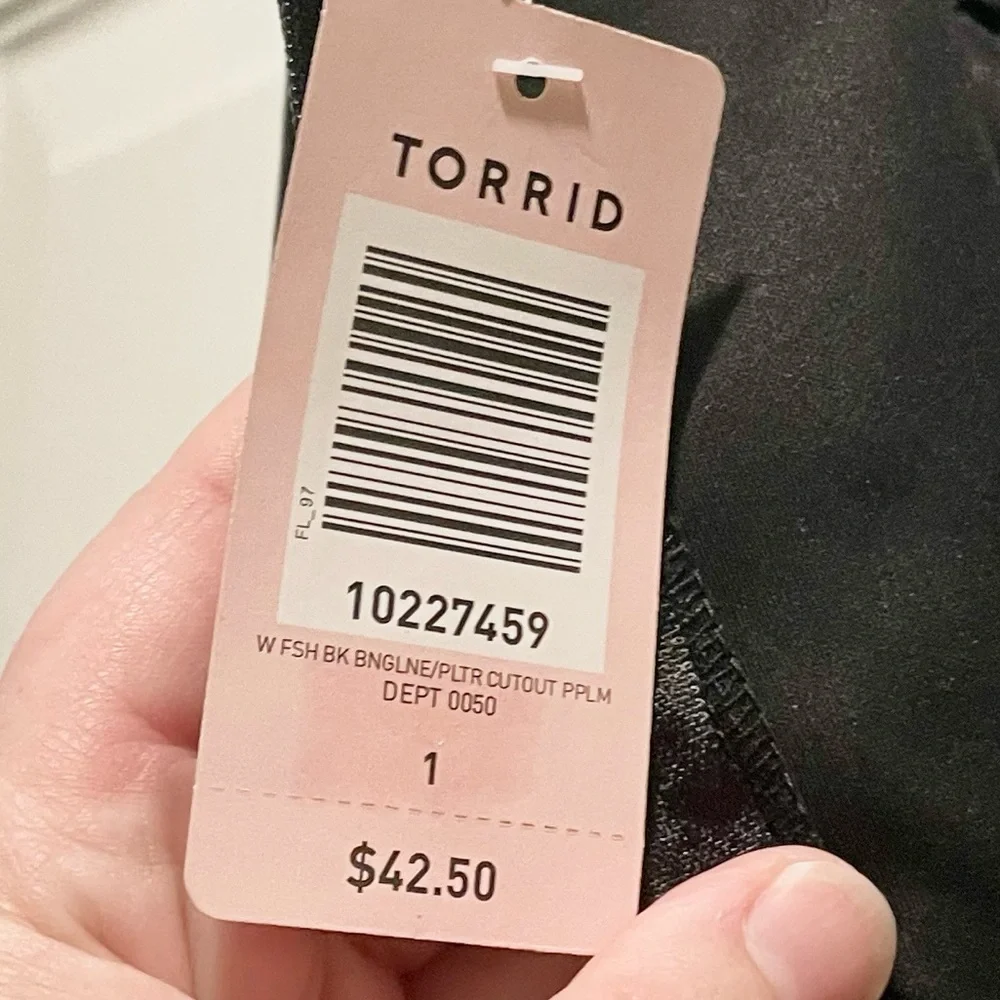 TORRID
FL_97
10227459
W FSH BK BNGLNE/PLTR CUTOUT PPLM
DEPT 0050
1
$42.50